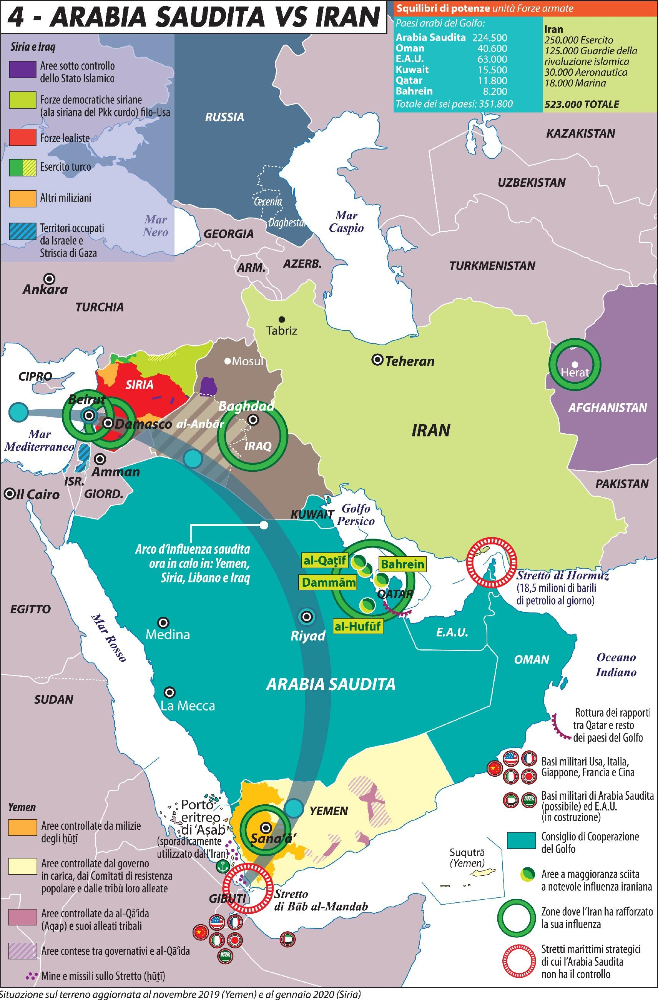 4 - ARABIA SAUDITA VS IRAN
Squilibri di potenze unità Forze armate
Paesi arabi del Golfo:
Arabia Saudita 224.500
Oman 40.600
E.A.U. 63.000
Kuwait 15.500
Qatar 11.800
Bahrein 8.200
Totale dei sei paesi: 351.800
Iran
250.000 Esercito
125.000 Guardie della
rivoluzione islamica
30.000 Aeronautica
18.000 Marina
523.000 TOTALE
Siria e Iraq
Aree sotto controllo
dello Stato Islamico
Forze democratiche siriane
(ala siriana del Pkk curdo) filo-Usa
Forze lealiste
Esercito turco
Altri miliziani
Territori occupati
da Israele e
Striscia di Gaza
RUSSIA
KAZAKISTAN
UZBEKISTAN
Cecenia
Daghestan
Mar
Caspio
Mar
Nero
GEORGIA
ARM.
AZERB.
TURKMENISTAN
Ankara
TURCHIA
Tabriz
Teheran
Mosul
Herat
CIPRO
SIRIA
Beirut
Baghdad
AFGHANISTAN
Damasco
al-Anbār
IRAN
Mar
Mediterraneo
IRAQ
Amman
ISR.
GIORD.
Il Cairo
PAKISTAN
KUWAIT
Golfo
Persico
Arco d'influenza saudita
ora in calo in: Yemen,
Siria, Libano e Iraq
al-Qaṭīf
Bahrein
Dammām
QATAR
al-Hufūf
Stretto di Hormuz
(18,5 milioni di barili
di petrolio al giorno)
EGITTO
Mar Rosso
Medina
Riyad
E.A.U.
OMAN
Oceano
Indiano
ARABIA SAUDITA
La Mecca
SUDAN
Rottura dei rapporti
tra Qatar e resto
dei paesi del Golfo
Basi militari Usa, Italia,
Giappone, Francia e Cina
Basi militari di Arabia Saudita
(possibile) ed E.A.U.
(in costruzione)
Consiglio di Cooperazione
del Golfo
Aree a maggioranza sciita
a notevole influenza iraniana
Zone dove l'Iran ha rafforzato
la sua influenza
Stretti marittimi strategici
di cui l'Arabia Saudita
non ha il controllo
YEMEN
Ṣana'ā'
Porto
eritreo
di 'Aṣab
(sporadicamente
utilizzato dall'Iran)
Suquṭrā
(Yemen)
GIBUTI
Stretto
di Bāb al-Mandab
Yemen
Aree controllate da milizie
degli ḥūṯī
Aree controllate dal governo
in carica, dai Comitati di resistenza
popolare e dalle tribù loro alleate
Aree controllate da al-Qā'ida
(Aqap) e suoi alleati tribali
Aree contese tra governativi e al-Qā'ida
Mine e missili sullo Stretto (ḥūṯī)
Situazione sul terreno aggiornata al novembre 2019 (Yemen) e al gennaio 2020 (Siria)